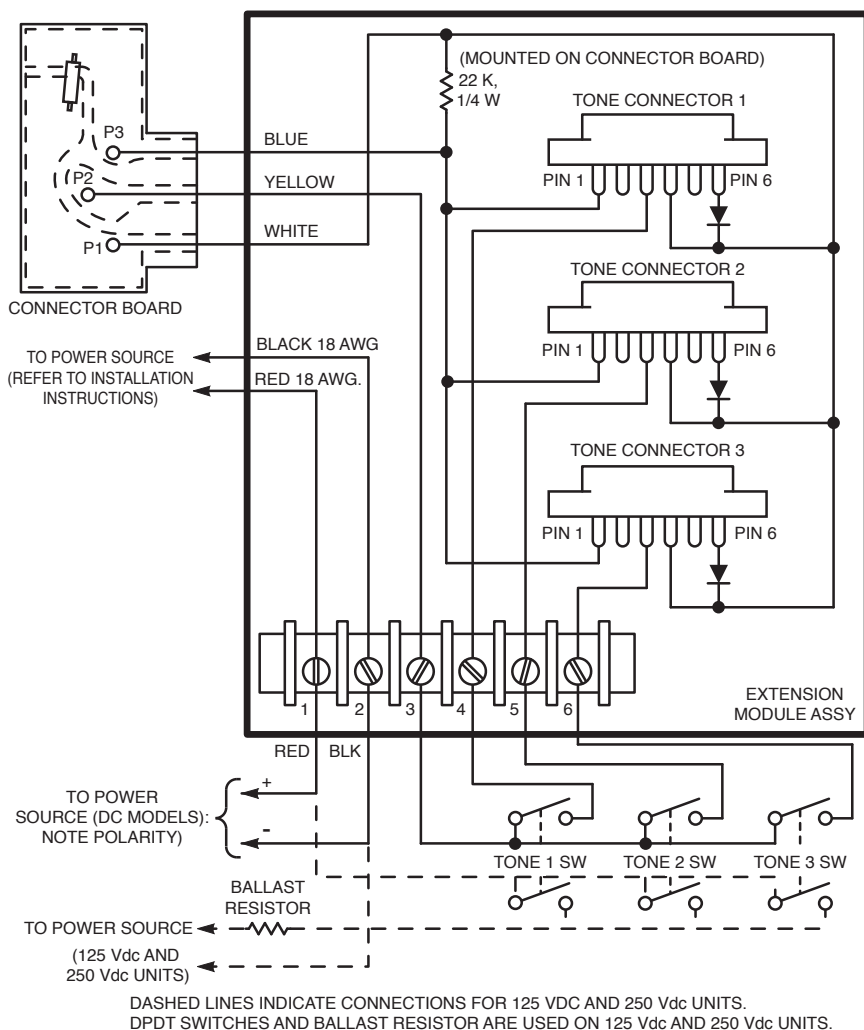 (MOUNTED ON CONNECTOR BOARD)
22 K,
1/4 W
TONE CONNECTOR 1
P3
BLUE
PIN 1
PIN 6
P2
YELLOW
P1
WHITE
CONNECTOR BOARD
TONE CONNECTOR 2
BLACK 18 AWG
TO POWER SOURCE
(REFER TO INSTALLATION
INSTRUCTIONS)
RED 18 AWG.
PIN 1
PIN 6
TONE CONNECTOR 3
PIN 1
PIN 6
1
2
3
4
5
6
EXTENSION
MODULE ASSY
RED
BLK
TO POWER
SOURCE (DC MODELS):
NOTE POLARITY)
+
-
TONE 1 SW
TONE 2 SW
TONE 3 SW
BALLAST
RESISTOR
TO POWER SOURCE
(125 Vdc AND
250 Vdc UNITS)
DASHED LINES INDICATE CONNECTIONS FOR 125 VDC AND 250 Vdc UNITS.
DPDT SWITCHES AND BALLAST RESISTOR ARE USED ON 125 Vdc AND 250 Vdc UNITS.